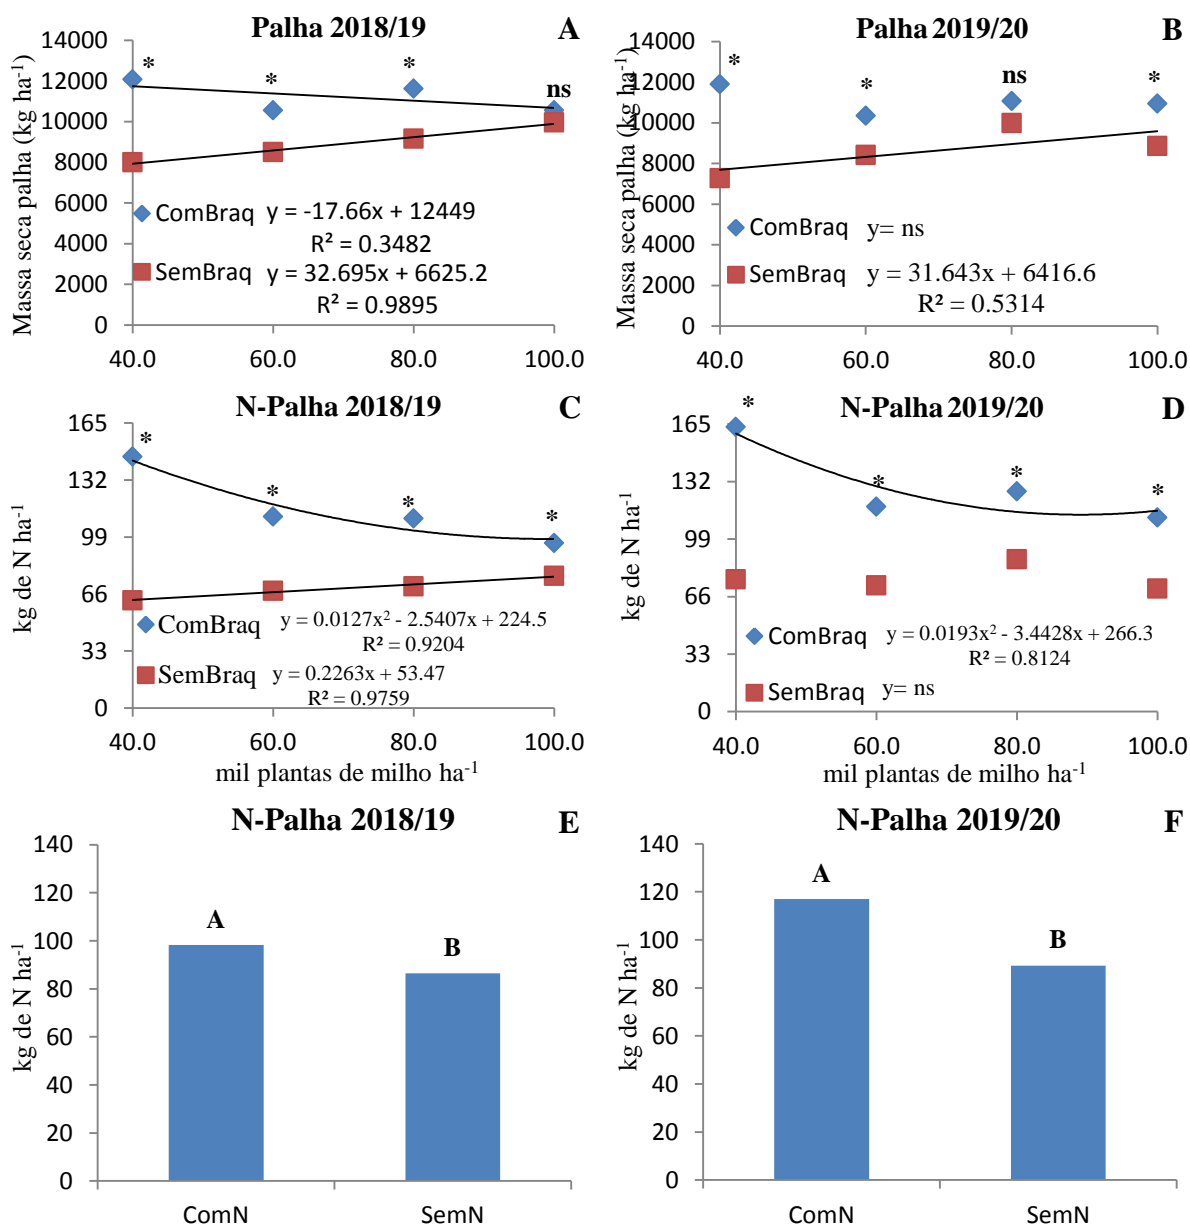 Palha 2018/19 A
Massa seca palha (kg ha⁻¹)
14000
12000
10000
8000
6000
4000
2000
0
* * * ns
ComBraq y = -17.66x + 12449
R² = 0.3482
SemBraq y = 32.695x + 6625.2
R² = 0.9895
40.0 60.0 80.0 100.0
Palha 2019/20 B
Massa seca palha (kg ha⁻¹)
14000
12000
10000
8000
6000
4000
2000
0
* * ns *
ComBraq y= ns
SemBraq y = 31.643x + 6416.6
R² = 0.5314
40.0 60.0 80.0 100.0
N-Palha 2018/19 C
kg de N ha⁻¹
165
132
99
66
33
0
* * * *
ComBraq y = 0.0127x² - 2.5407x + 224.5
R² = 0.9204
SemBraq y = 0.2263x + 53.47
R² = 0.9759
40.0 60.0 80.0 100.0
mil plantas de milho ha⁻¹
N-Palha 2019/20 D
kg de N ha⁻¹
165
132
99
66
33
0
* * * *
ComBraq y = 0.0193x² - 3.4428x + 266.3
R² = 0.8124
SemBraq y= ns
40.0 60.0 80.0 100.0
mil plantas de milho ha⁻¹
N-Palha 2018/19 E
kg de N ha⁻¹
140
120
100
80
60
40
20
0
A B
ComN SemN
N-Palha 2019/20 F
kg de N ha⁻¹
140
120
100
80
60
40
20
0
A B
ComN SemN